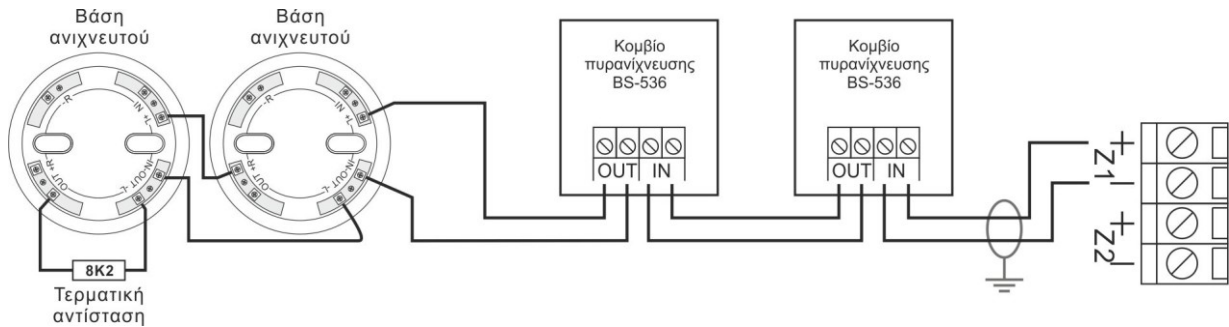 Βάση
ανιχνευτού
Βάση
ανιχνευτού
Κομβίο
πυρανίχνευσης
BS-536
Κομβίο
πυρανίχνευσης
BS-536
-R
IN +L
OUT +R
IN-OUT -L
-R
IN +L
OUT +R
IN-OUT -L
OUT IN
OUT IN
+
Z1
−
+
Z2
−
8K2
Τερματική
αντίσταση